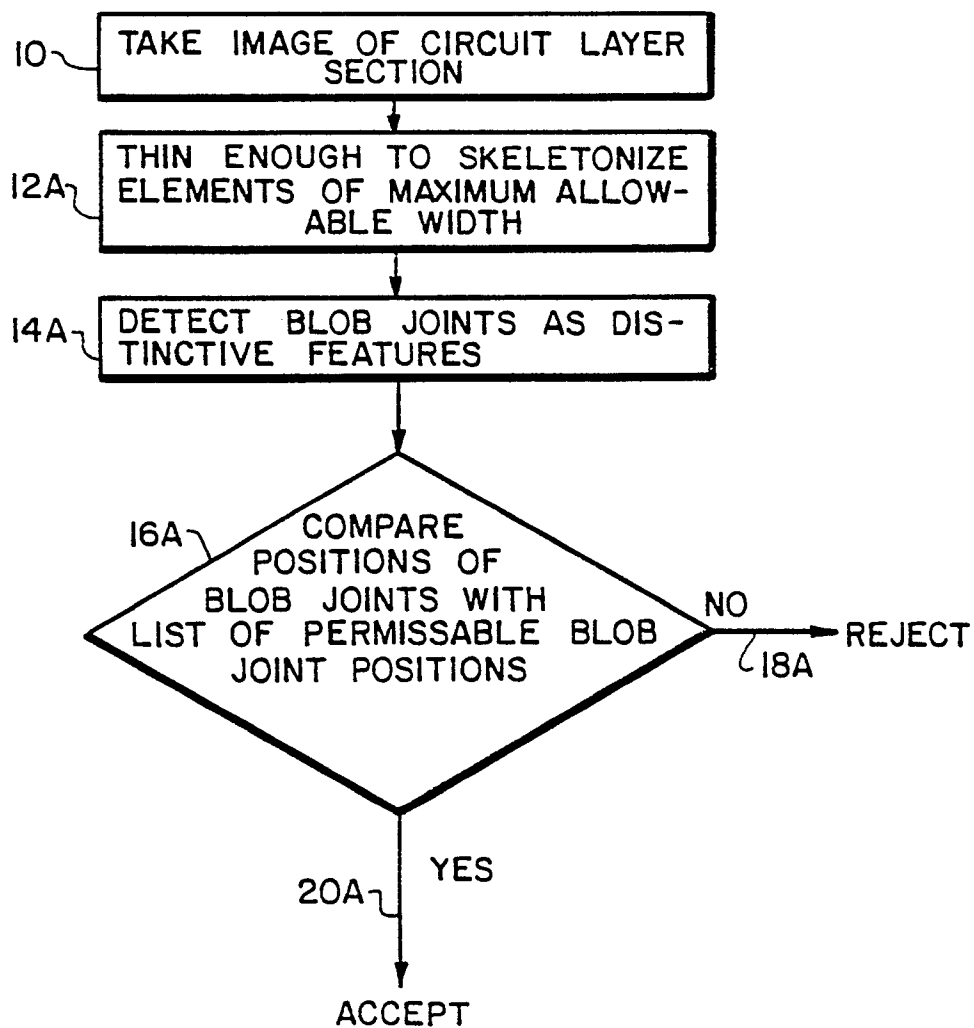 10
TAKE IMAGE OF CIRCUIT LAYER
SECTION
12A
THIN ENOUGH TO SKELETONIZE
ELEMENTS OF MAXIMUM ALLOW-
ABLE WIDTH
14A
DETECT BLOB JOINTS AS DIS-
TINCTIVE FEATURES
16A
COMPARE
POSITIONS OF
BLOB JOINTS WITH
LIST OF PERMISSABLE BLOB
JOINT POSITIONS
NO
18A
REJECT
YES
20A
ACCEPT